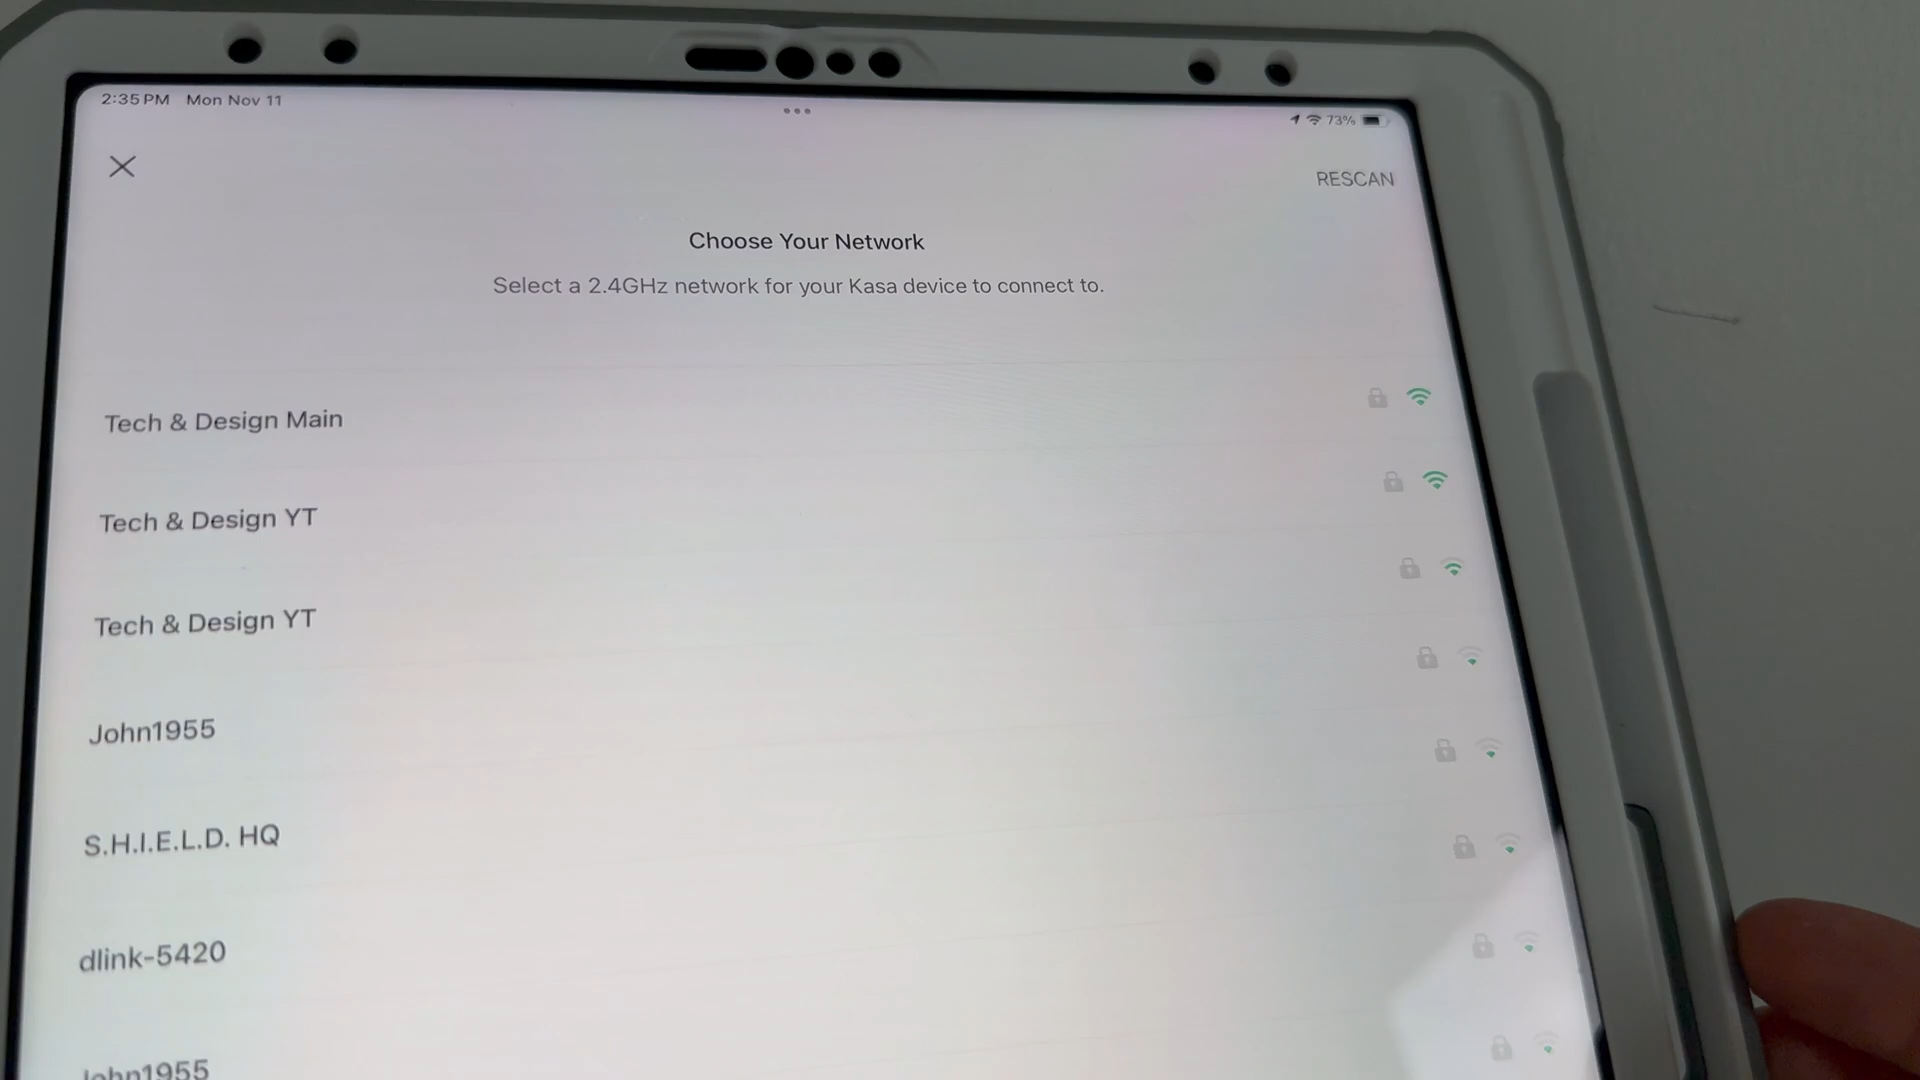 2:35 PM Mon Nov 11
73%
RESCAN
Choose Your Network
Select a 2.4GHz network for your Kasa device to connect to.
Tech & Design Main
Tech & Design YT
Tech & Design YT
John1955
S.H.I.E.L.D. HQ
dlink-5420
John1955